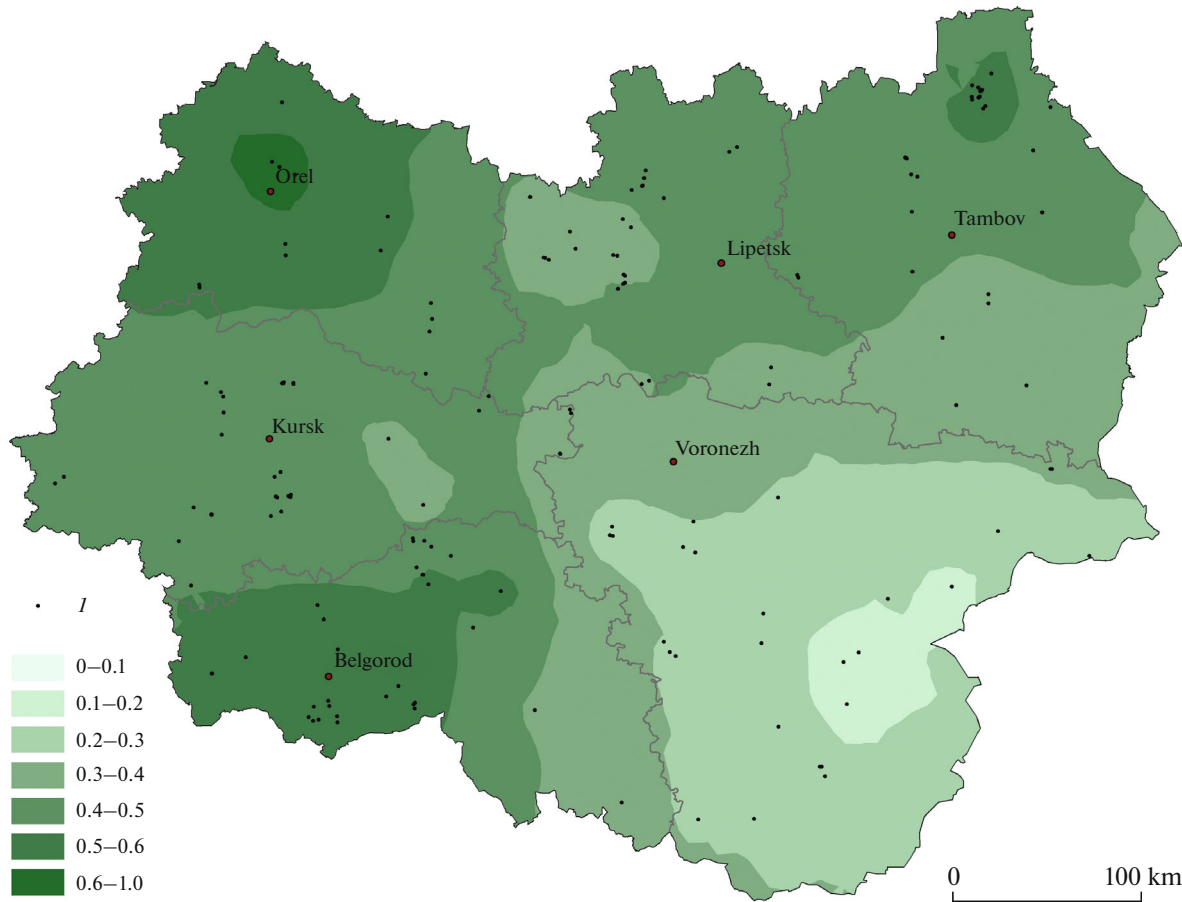 Orel
Tambov
Lipetsk
Kursk
Voronezh
1
Belgorod
0–0.1
0.1–0.2
0.2–0.3
0.3–0.4
0.4–0.5
0.5–0.6
0.6–1.0
0 100 km